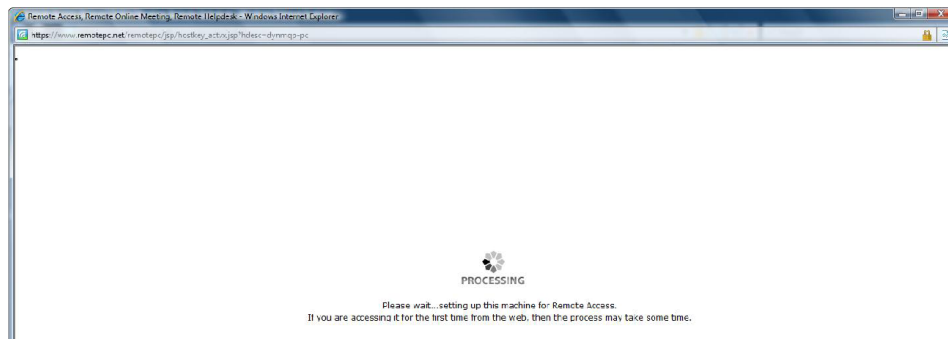 Remote Access, Remote Online Meeting, Remote Helpdesk - Windows Internet Explorer
https://www.remotepc.net/remotepc/jsp/hostkey_activx.jsp?hdesc=dynmqp-pc
PROCESSING
Please wait...setting up this machine for Remote Access.
If you are accessing it for the first time from the web, then the process may take some time.